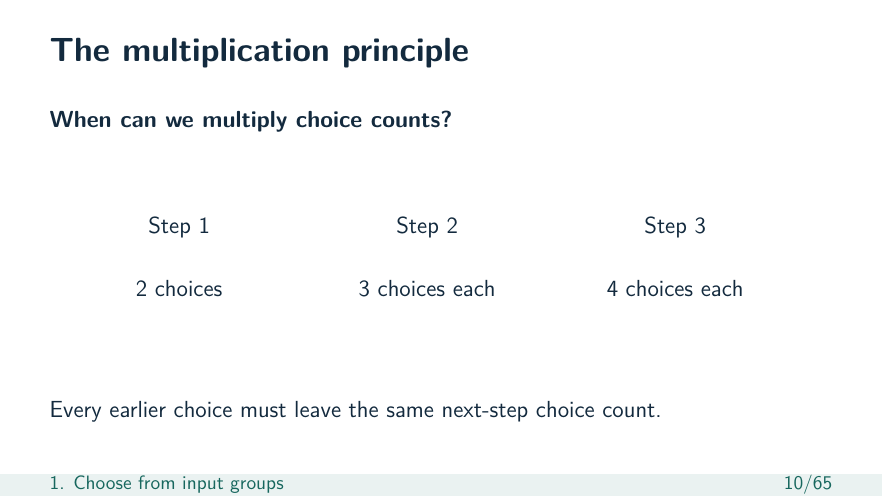 The multiplication principle
When can we multiply choice counts?
Step 1 Step 2 Step 3
2 choices 3 choices each 4 choices each
Every earlier choice must leave the same next-step choice count.
1. Choose from input groups 10/65